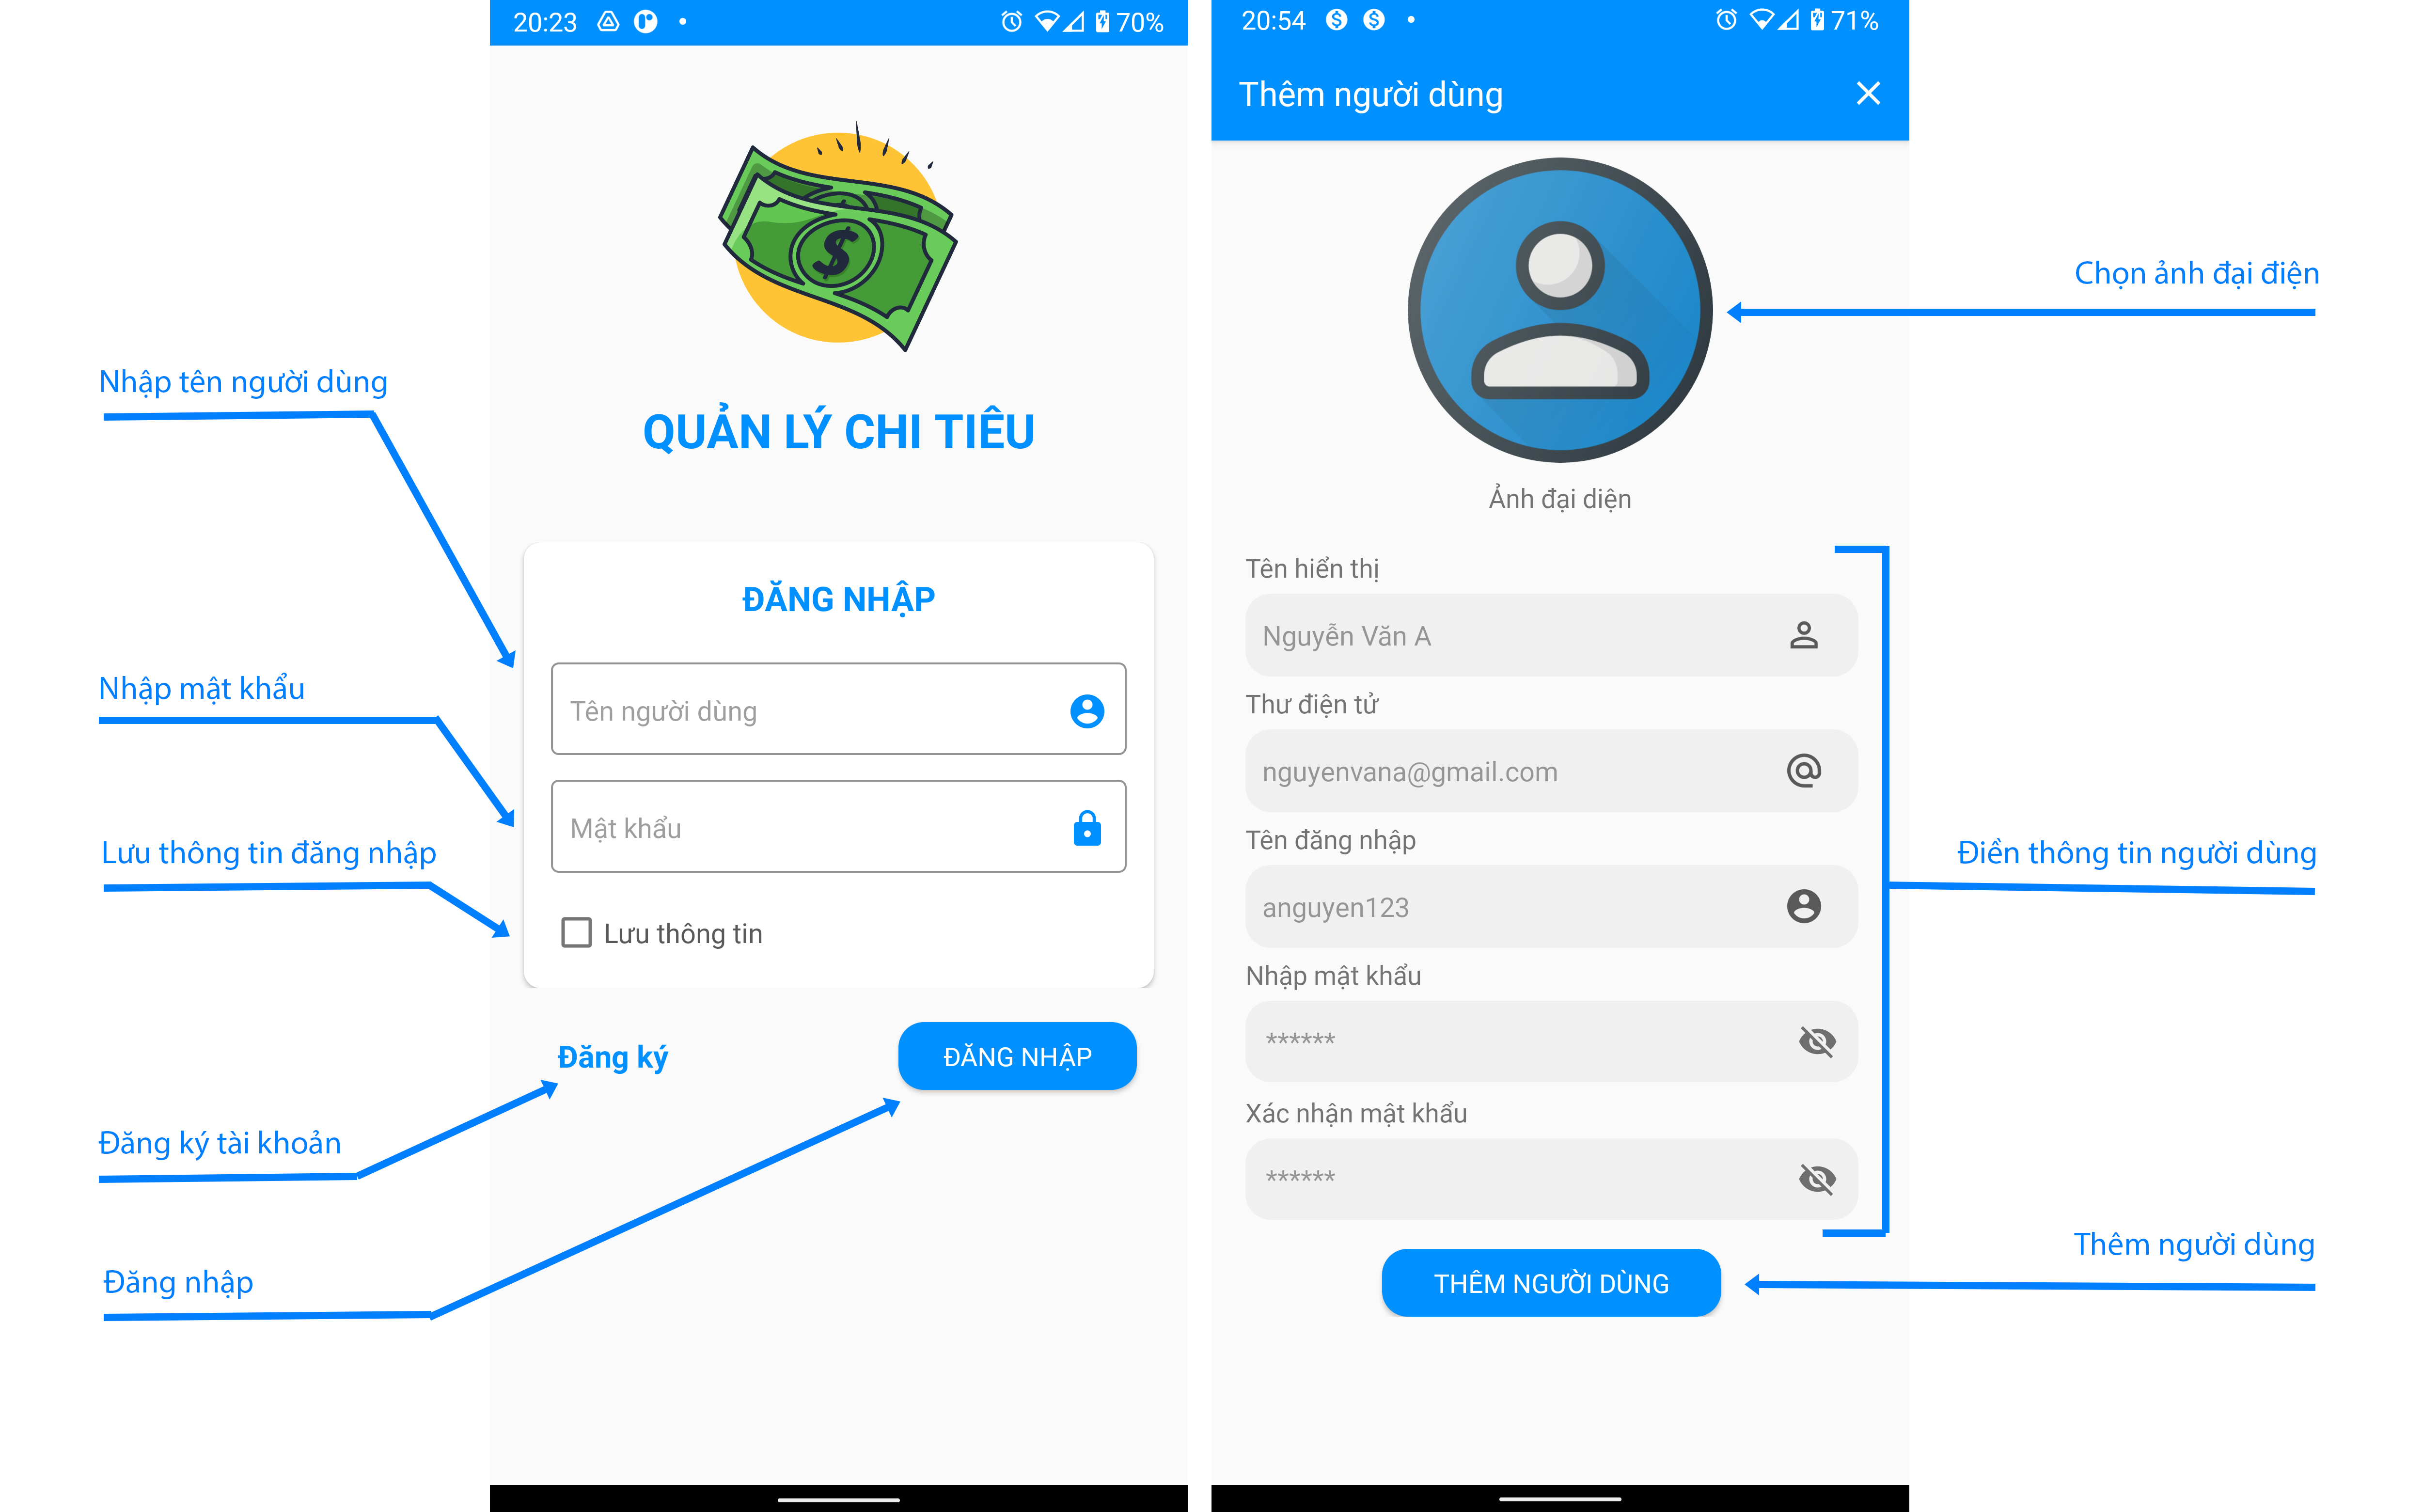 Nhập tên người dùng
Nhập mật khẩu
Lưu thông tin đăng nhập
Đăng ký tài khoản
Đăng nhập
20:23
70%
$
QUẢN LÝ CHI TIÊU
ĐĂNG NHẬP
Tên người dùng
Mật khẩu
Lưu thông tin
Đăng ký
ĐĂNG NHẬP
20:54 $ $
71%
Thêm người dùng
Ảnh đại diện
Tên hiển thị
Nguyễn Văn A
Thư điện tử
nguyenvana@gmail.com
@
Tên đăng nhập
anguyen123
Nhập mật khẩu
******
Xác nhận mật khẩu
******
THÊM NGƯỜI DÙNG
Chọn ảnh đại điện
Điền thông tin người dùng
Thêm người dùng